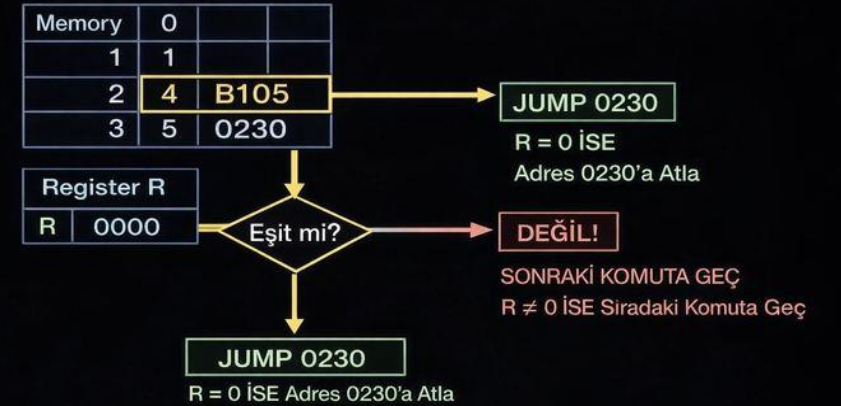 Memory 0
1 1
2 4 B105
3 5 0230
JUMP 0230
R = 0 İSE
Adres 0230'a Atla
Register R
R 0000
Eşit mi?
DEĞİL!
SONRAKİ KOMUTA GEÇ
R ≠ 0 İSE Sıradaki Komuta Geç
JUMP 0230
R = 0 İSE Adres 0230'a Atla